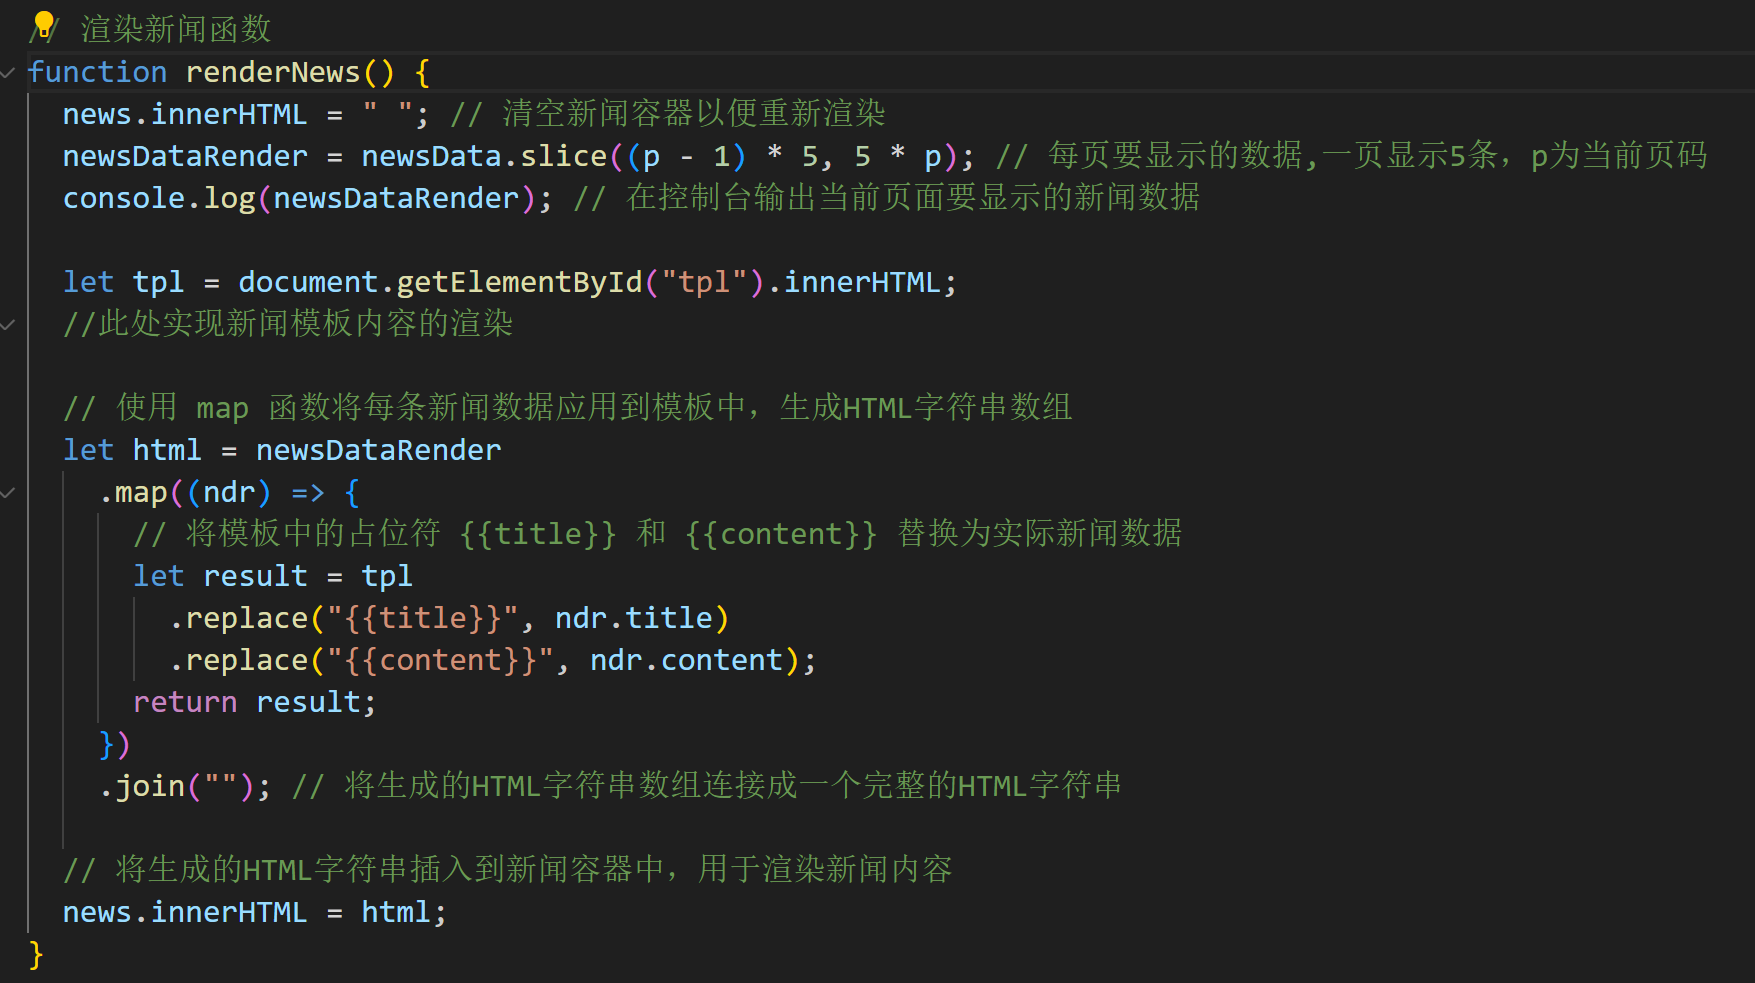 // 渲染新闻函数
function renderNews() {
news.innerHTML = " "; // 清空新闻容器以便重新渲染
newsDataRender = newsData.slice((p - 1) * 5, 5 * p); // 每页要显示的数据,一页显示5条，p为当前页码
console.log(newsDataRender); // 在控制台输出当前页面要显示的新闻数据
let tpl = document.getElementById("tpl").innerHTML;
//此处实现新闻模板内容的渲染
// 使用 map 函数将每条新闻数据应用到模板中，生成HTML字符串数组
let html = newsDataRender
.map((ndr) => {
// 将模板中的占位符 {{title}} 和 {{content}} 替换为实际新闻数据
let result = tpl
.replace("{{title}}", ndr.title)
.replace("{{content}}", ndr.content);
return result;
})
.join(""); // 将生成的HTML字符串数组连接成一个完整的HTML字符串
// 将生成的HTML字符串插入到新闻容器中，用于渲染新闻内容
news.innerHTML = html;
}